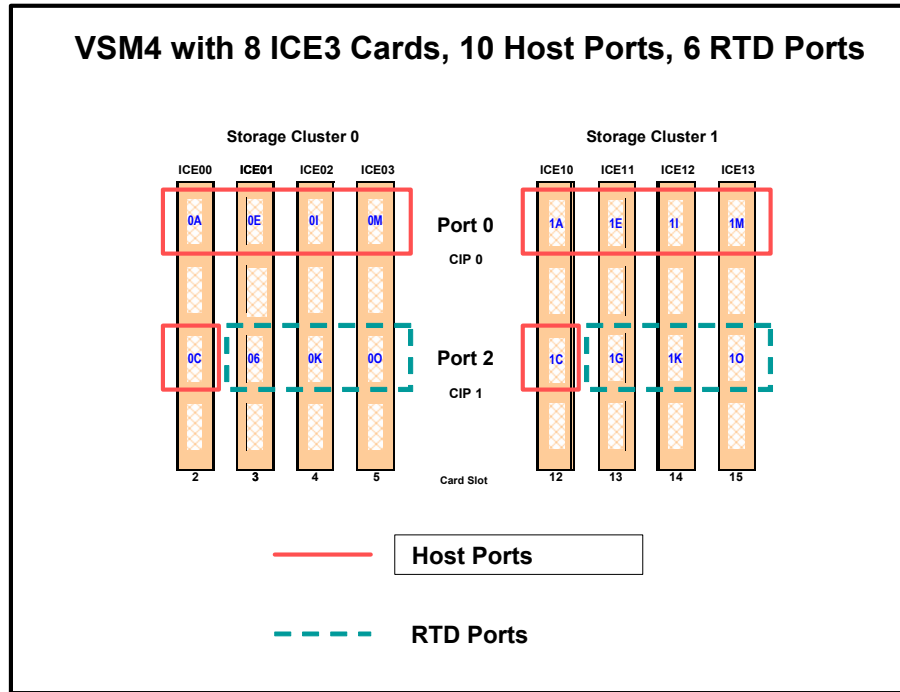 VSM4 with 8 ICE3 Cards, 10 Host Ports, 6 RTD Ports
Storage Cluster 0 Storage Cluster 1
ICE00 ICE01 ICE02 ICE03 ICE10 ICE11 ICE12 ICE13
0A 0E 0I 0M Port 0 1A 1E 1I 1M
CIP 0
0C 06 0K 0O Port 2 1C 1G 1K 1O
CIP 1
2 3 4 5 Card Slot 12 13 14 15
Host Ports
RTD Ports